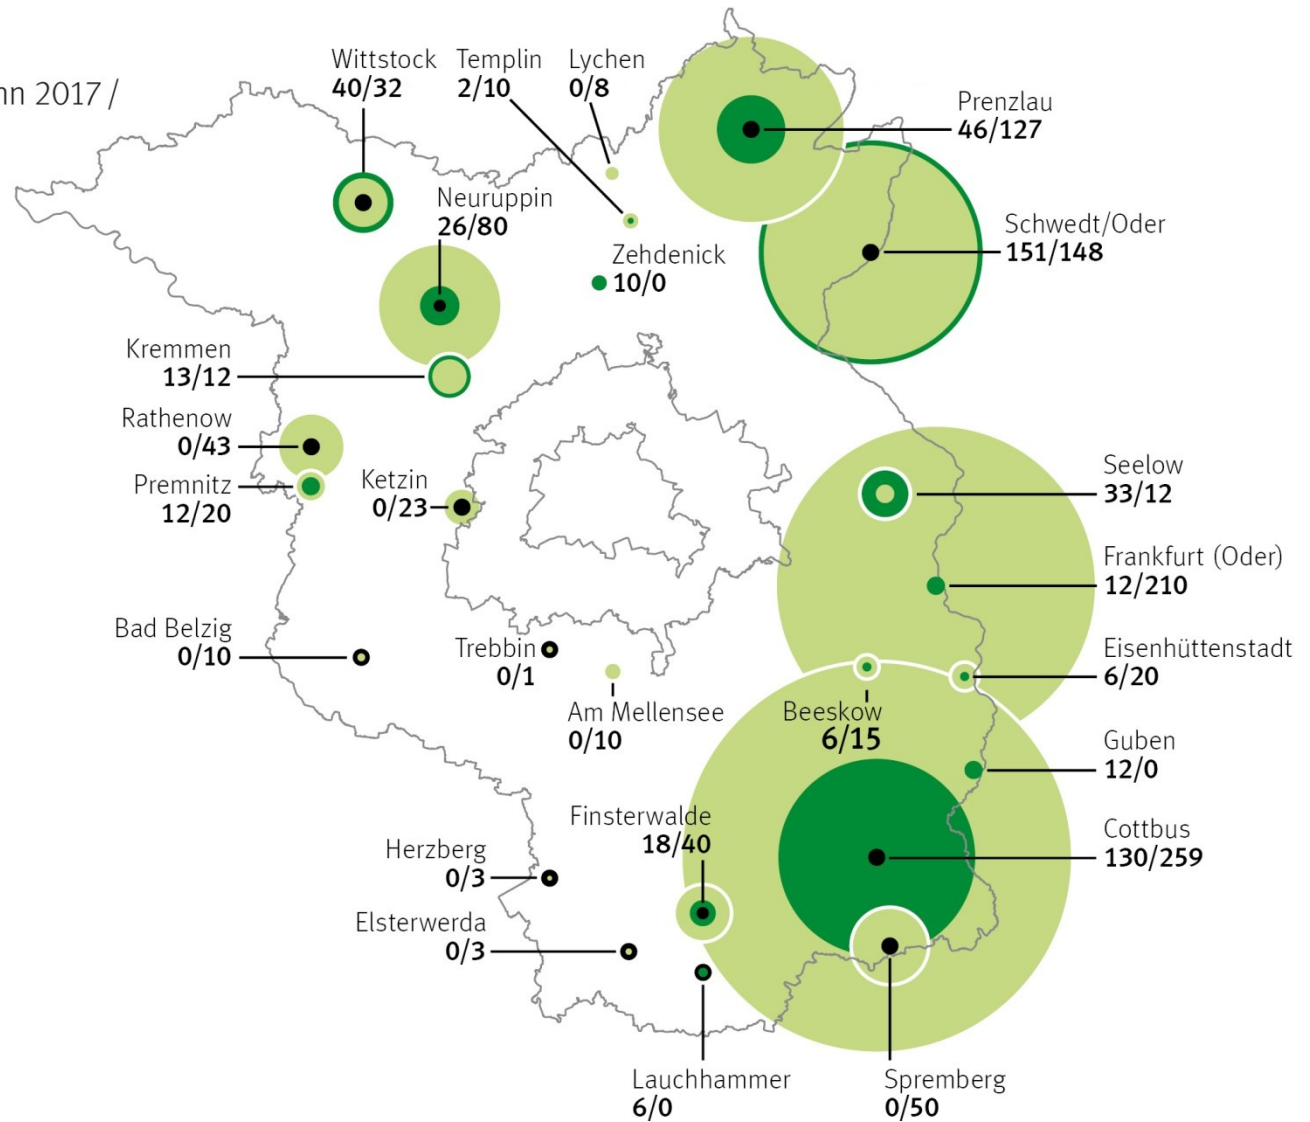 nn 2017 /
Wittstock
40/32
Templin
2/10
Lychen
0/8
Prenzlau
46/127
Neuruppin
26/80
Schwedt/Oder
151/148
Zehdenick
10/0
Kremmen
13/12
Rathenow
0/43
Premnitz
12/20
Ketzin
0/23
Seelow
33/12
Frankfurt (Oder)
12/210
Bad Belzig
0/10
Trebbin
0/1
Am Mellensee
0/10
Beeskow
6/15
Eisenhüttenstadt
6/20
Guben
12/0
Finsterwalde
18/40
Cottbus
130/259
Herzberg
0/3
Elsterwerda
0/3
Lauchhammer
6/0
Spremberg
0/50